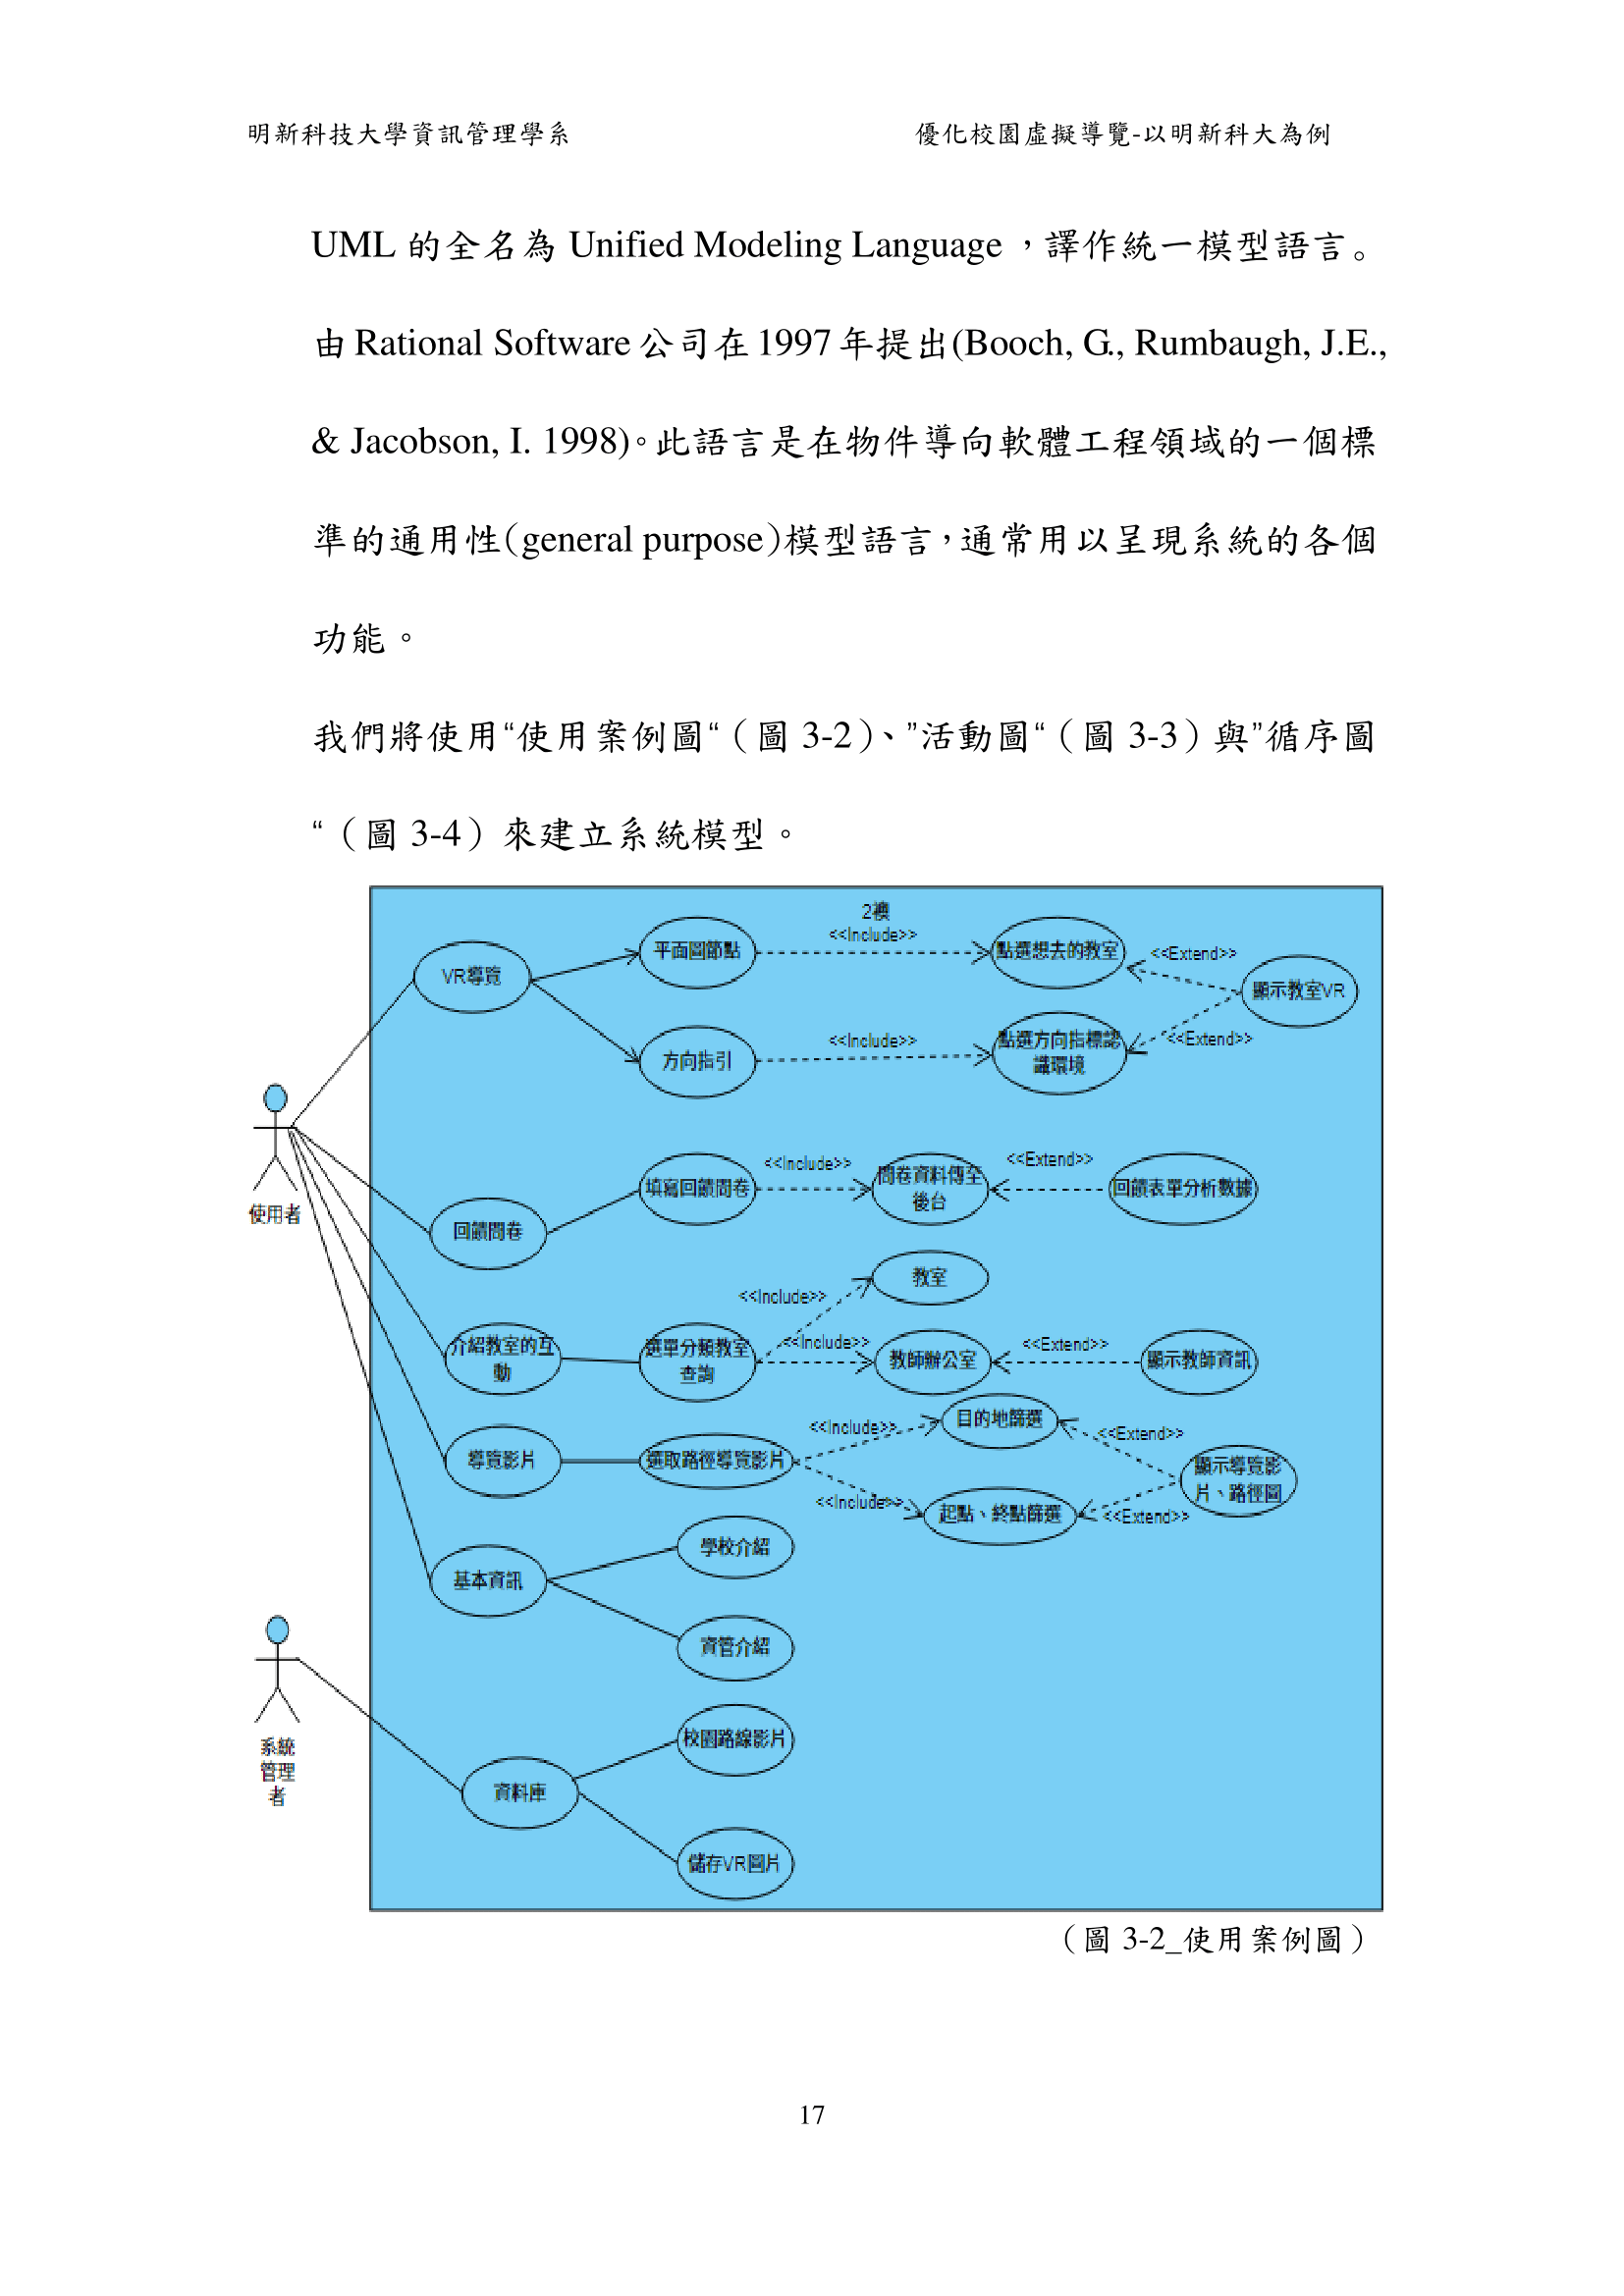 明新科技大學資訊管理學系 優化校園虛擬導覽-以明新科大為例
UML 的全名為 Unified Modeling Language ，譯作統一模型語言。
由 Rational Software 公司在 1997 年提出(Booch, G., Rumbaugh, J.E.,
& Jacobson, I. 1998)。此語言是在物件導向軟體工程領域的一個標
準的通用性(general purpose)模型語言，通常用以呈現系統的各個
功能。
我們將使用“使用案例圖“（圖 3-2）、”活動圖“（圖 3-3）與”循序圖
“（圖 3-4）來建立系統模型。
2樓
<<Include>>
平面圖節點
點選想去的教室
<<Extend>>
VR導覽
顯示教室VR
<<Include>>
<<Extend>>
方向指引
點選方向指標認
識環境
使用者
<<Include>>
<<Extend>>
填寫回饋問卷
問卷資料傳至
後台
回饋表單分析數據
回饋問卷
教室
<<Include>>
<<Include>>
<<Extend>>
介紹教室的互
動
選單分類教室
查詢
教師辦公室
顯示教師資訊
目的地篩選
<<Include>>
<<Extend>>
導覽影片
選取路徑導覽影片
顯示導覽影
片、路徑圖
<<Include>>
起點、終點篩選
<<Extend>>
學校介紹
基本資訊
資管介紹
系統
管理
者
校園路線影片
資料庫
儲存VR圖片
（圖 3-2_使用案例圖）
17